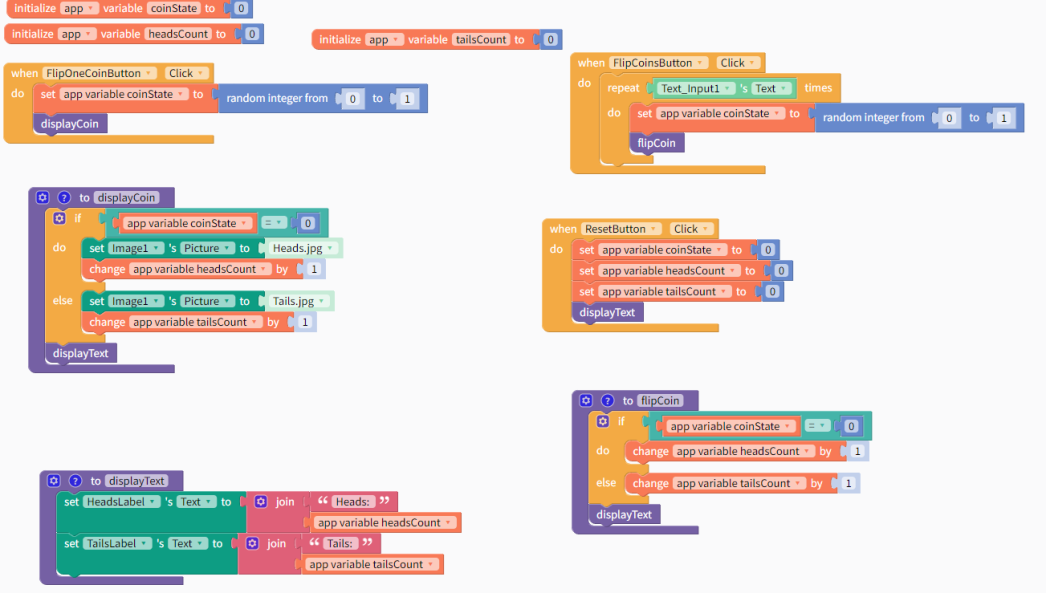 initialize app variable coinState to 0
initialize app variable headsCount to 0
initialize app variable tailsCount to 0
when FlipOneCoinButton Click
do set app variable coinState to random integer from 0 to 1
displayCoin
when FlipCoinsButton Click
do repeat Text_Input1 's Text times
do set app variable coinState to random integer from 0 to 1
flipCoin
? to displayCoin
if app variable coinState = 0
do set Image1 's Picture to Heads.jpg
change app variable headsCount by 1
else set Image1 's Picture to Tails.jpg
change app variable tailsCount by 1
displayText
when ResetButton Click
do set app variable coinState to 0
set app variable headsCount to 0
set app variable tailsCount to 0
displayText
? to displayText
set HeadsLabel 's Text to join “ Heads: ”
app variable headsCount
set TailsLabel 's Text to join “ Tails: ”
app variable tailsCount
? to flipCoin
if app variable coinState = 0
do change app variable headsCount by 1
else change app variable tailsCount by 1
displayText